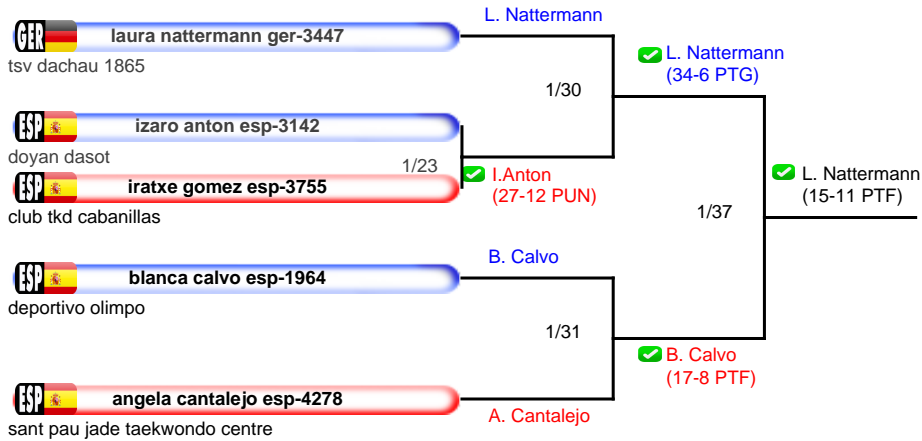 GER laura nattermann ger-3447
tsv dachau 1865
L. Nattermann
1/30
L. Nattermann
(34-6 PTG)
ESP izaro anton esp-3142
doyan dasot
1/23
I.Anton
(27-12 PUN)
ESP iratxe gomez esp-3755
club tkd cabanillas
1/37
L. Nattermann
(15-11 PTF)
ESP blanca calvo esp-1964
deportivo olimpo
B. Calvo
1/31
B. Calvo
(17-8 PTF)
ESP angela cantalejo esp-4278
sant pau jade taekwondo centre
A. Cantalejo